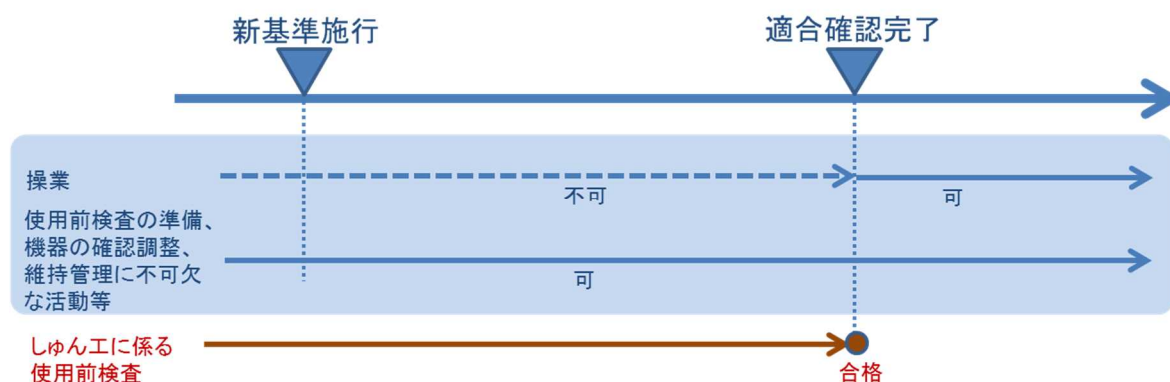 新基準施行
適合確認完了
操業
不可
可
使用前検査の準備、
機器の確認調整、
維持管理に不可欠
な活動等
可
しゅん工に係る
使用前検査
合格